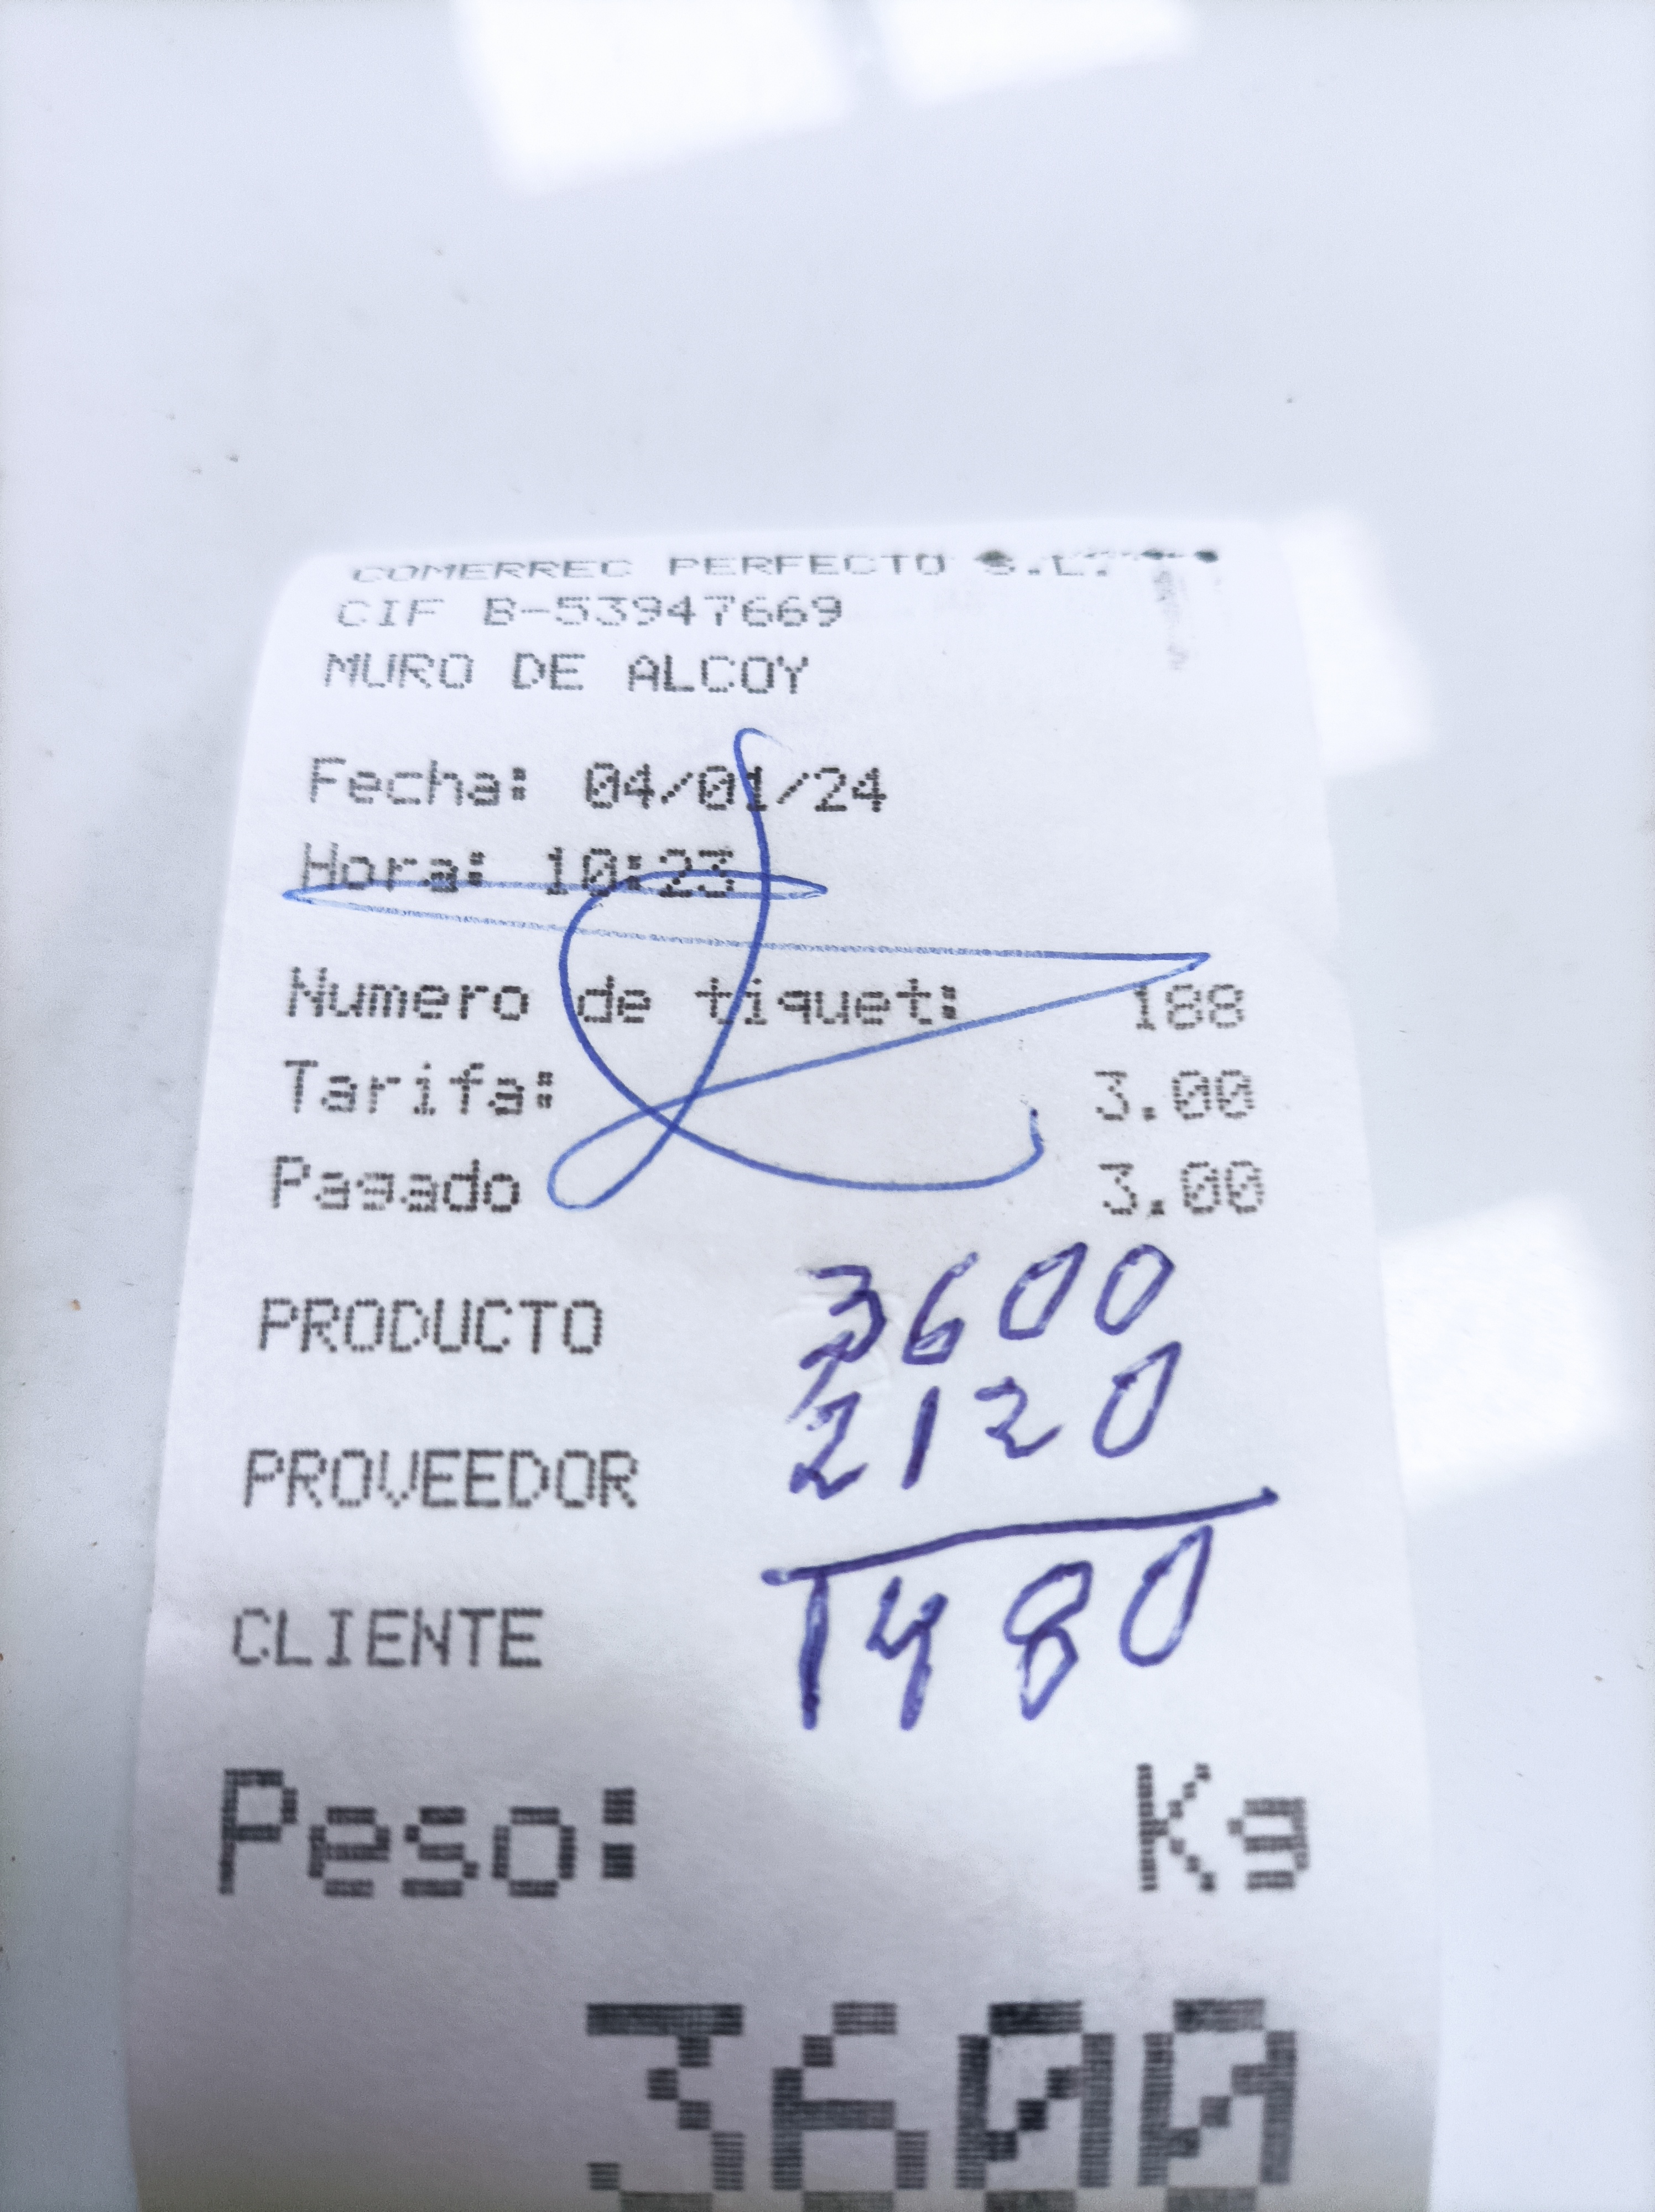 COMERREC PERFECTO S.L.
CIF B-53947669
MURO DE ALCOY
Fecha: 04/01/24
Hora: 10:23
Numero de tiquet: 188
Tarifa: 3.00
Pagado 3.00
3600
PRODUCTO
2120
PROVEEDOR
1480
CLIENTE
Peso: Kg
3600